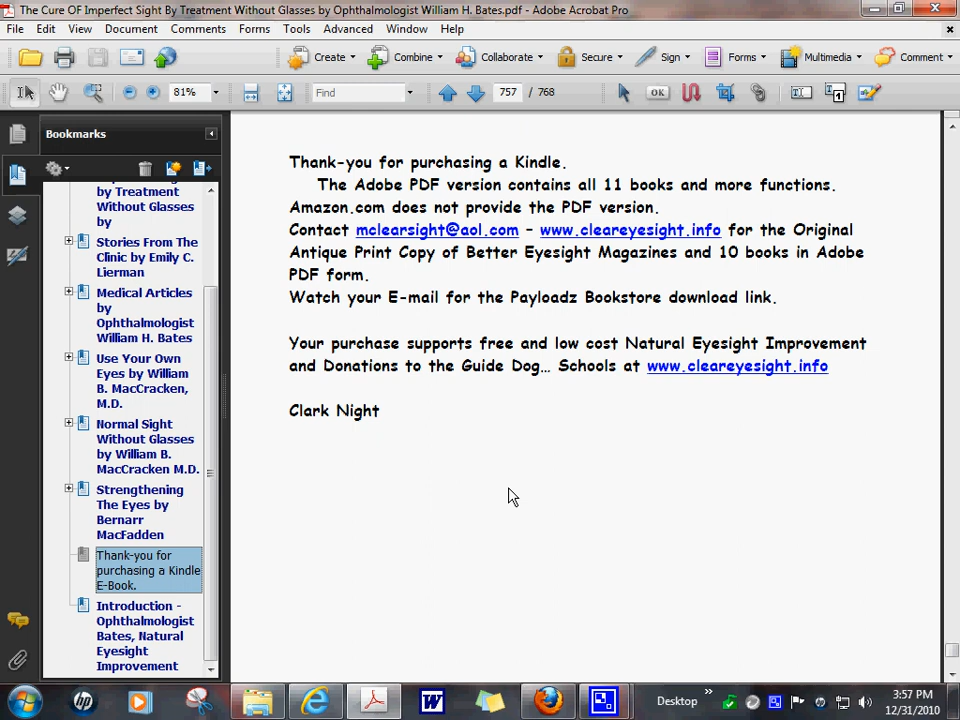 The Cure OF Imperfect Sight By Treatment Without Glasses by Ophthalmologist William H. Bates.pdf - Adobe Acrobat Pro
File Edit View Document Comments Forms Tools Advanced Window Help
Create Combine Collaborate Secure Sign Forms Multimedia Comment
81% Find 757 / 768 OK
Bookmarks
by Treatment
Without Glasses
by
Stories From The
Clinic by Emily C.
Lierman
Medical Articles
by
Ophthalmologist
William H. Bates
Use Your Own
Eyes by William
B. MacCracken,
M.D.
Normal Sight
Without Glasses
by William B.
MacCracken M.D.
Strengthening
The Eyes by
Bernarr
MacFadden
Thank-you for
purchasing a Kindle
E-Book.
Introduction -
Ophthalmologist
Bates, Natural
Eyesight
Improvement
Thank-you for purchasing a Kindle.
The Adobe PDF version contains all 11 books and more functions.
Amazon.com does not provide the PDF version.
Contact mclearsight@aol.com – www.cleareyesight.info for the Original
Antique Print Copy of Better Eyesight Magazines and 10 books in Adobe
PDF form.
Watch your E-mail for the Payloadz Bookstore download link.
Your purchase supports free and low cost Natural Eyesight Improvement
and Donations to the Guide Dog… Schools at www.cleareyesight.info
Clark Night
Desktop
3:57 PM
12/31/2010